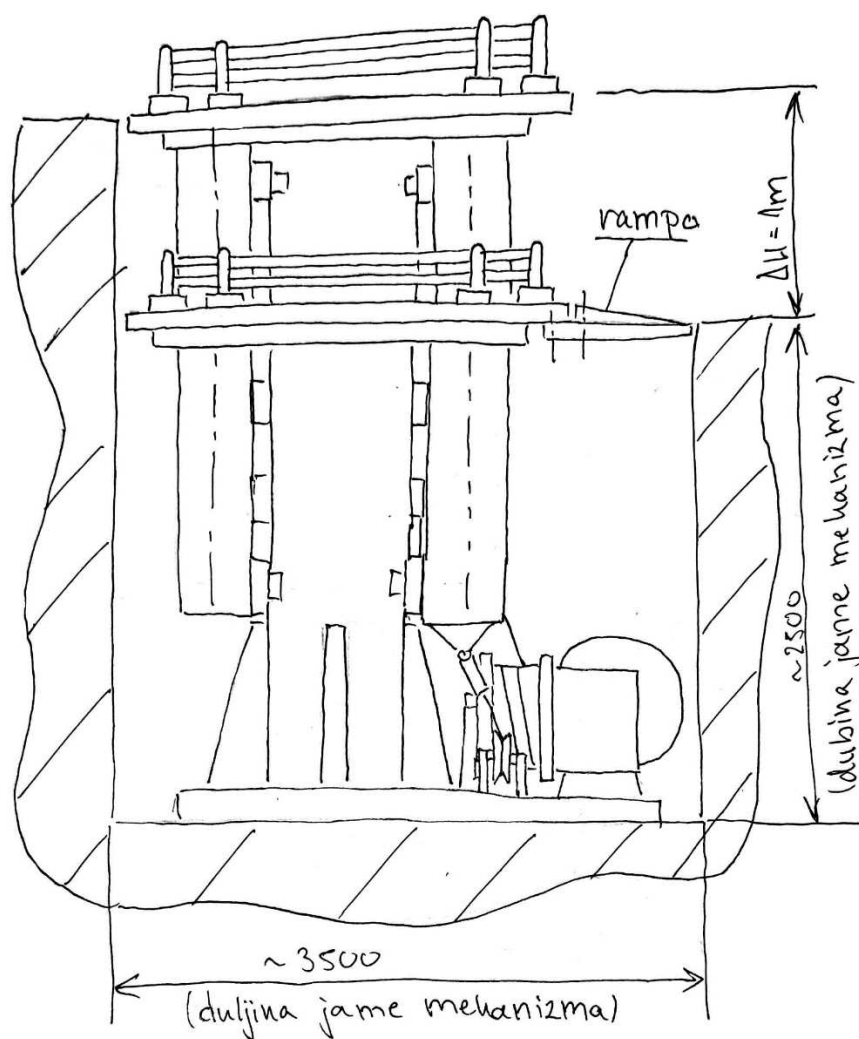 rampa
ΔH = 1m
~2500
(dubina jame mehanizma)
~3500
(duljina jame mehanizma)